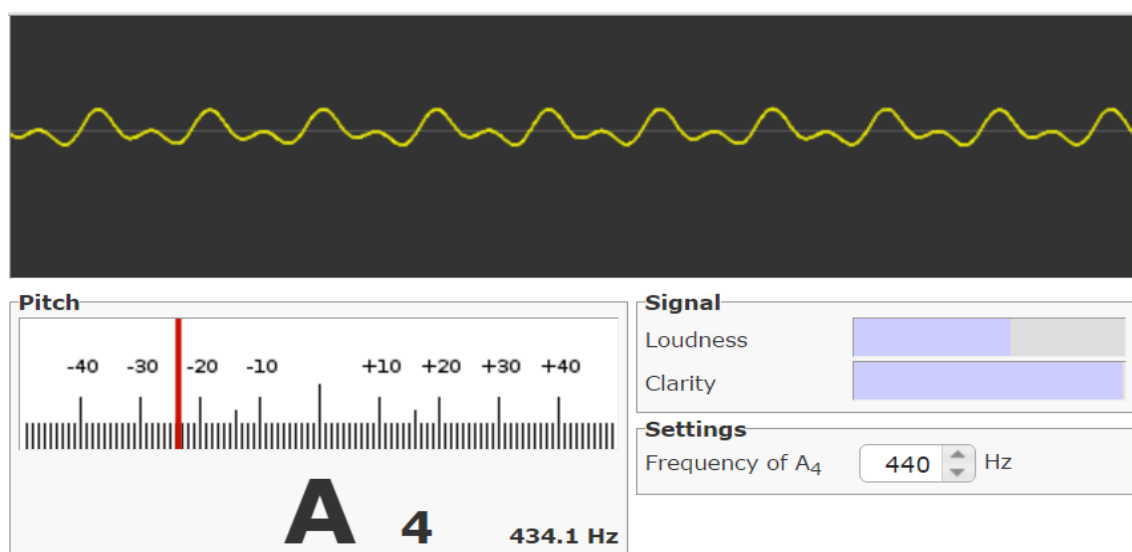 Pitch
-40 -30 -20 -10 +10 +20 +30 +40
A 4 434.1 Hz
Signal
Loudness
Clarity
Settings
Frequency of A4 440 Hz